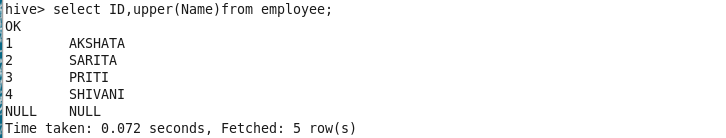 hive> select ID,upper(Name)from employee;
OK
1       AKSHATA
2       SARITA
3       PRITI
4       SHIVANI
NULL    NULL
Time taken: 0.072 seconds, Fetched: 5 row(s)